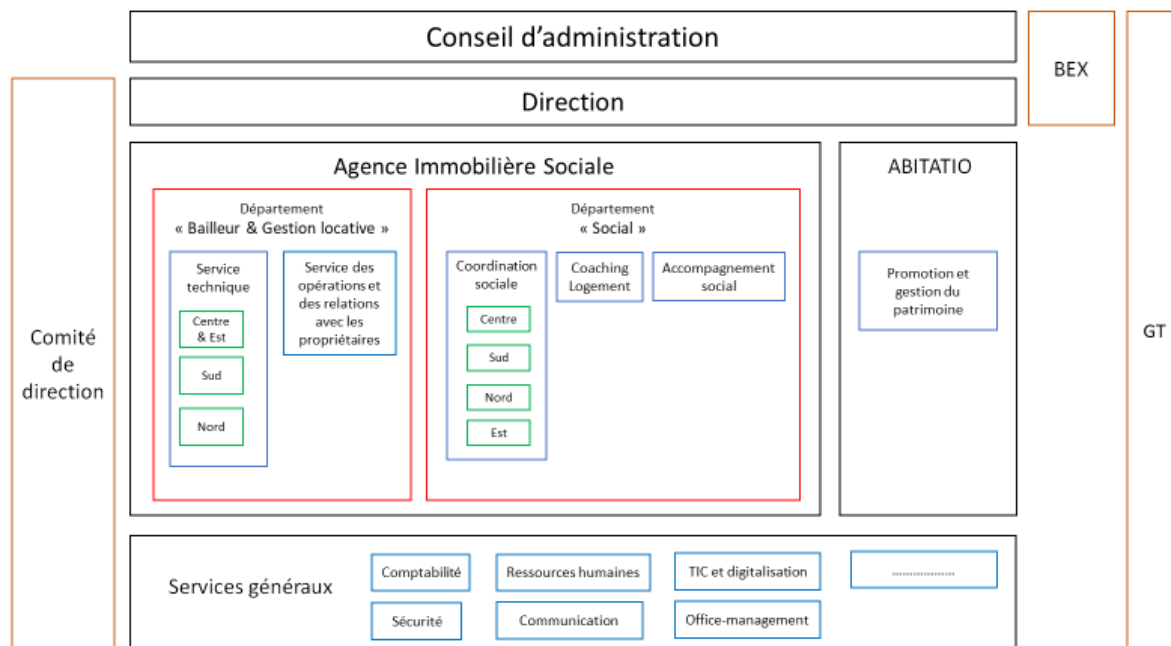 Conseil d’administration
BEX
Direction
Comité
de
direction
GT
Agence Immobilière Sociale
Département
« Bailleur & Gestion locative »
Service
technique
Centre
& Est
Sud
Nord
Service des
opérations et
des relations
avec les
propriétaires
Département
« Social »
Coordination
sociale
Centre
Sud
Nord
Est
Coaching
Logement
Accompagnement
social
ABITATIO
Promotion et
gestion du
patrimoine
Services généraux
Comptabilité
Ressources humaines
TIC et digitalisation
...................
Sécurité
Communication
Office-management